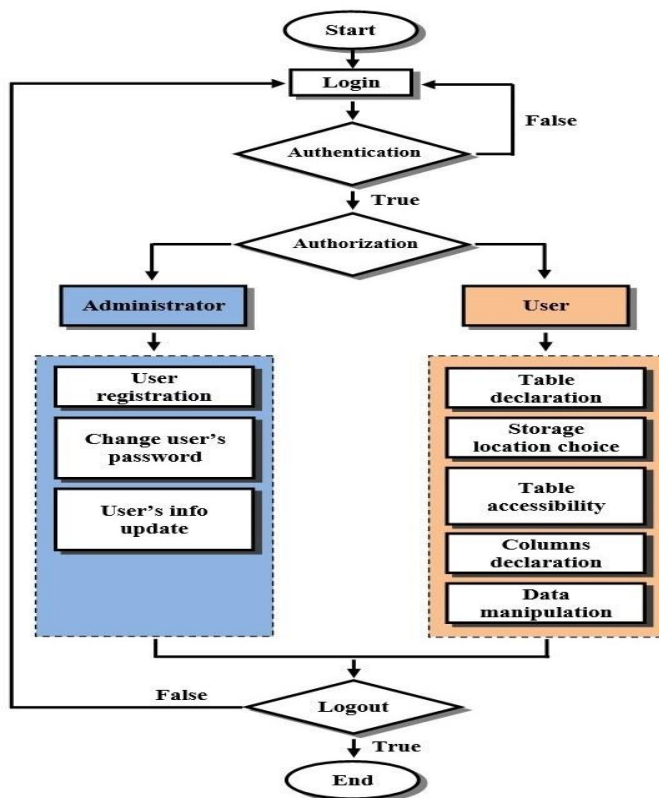 Start
Login
False
Authentication
True
Authorization
Administrator
User
registration
Change user's
password
User's info
update
User
Table
declaration
Storage
location choice
Table
accessibility
Columns
declaration
Data
manipulation
False
Logout
True
End